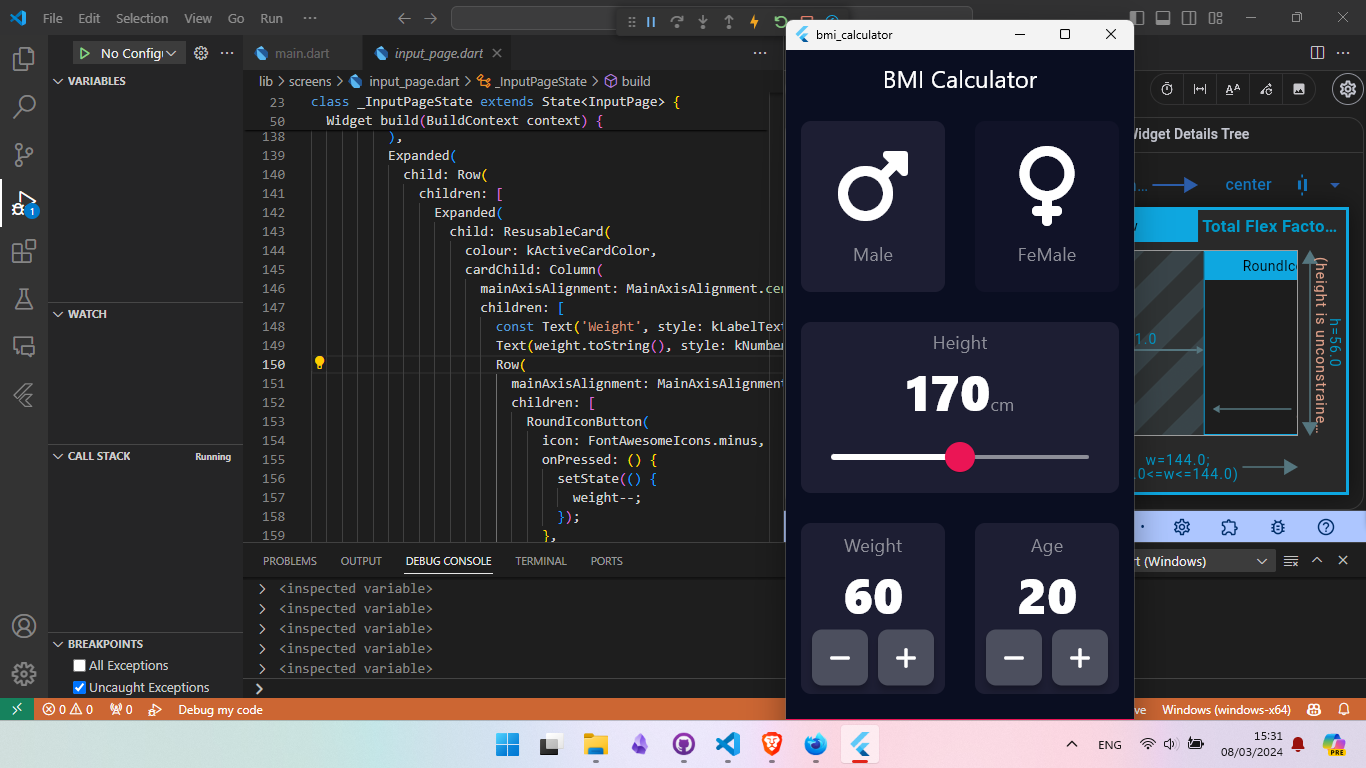 File Edit Selection View Go Run ···
No Config
main.dart
input_page.dart
lib > screens > input_page.dart > _InputPageState > build
VARIABLES
WATCH
CALL STACK
Running
BREAKPOINTS
All Exceptions
Uncaught Exceptions
1
23 class _InputPageState extends State<InputPage> {
50 Widget build(BuildContext context) {
138 ),
139 Expanded(
140 child: Row(
141 children: [
142 Expanded(
143 child: ResusableCard(
144 colour: kActiveCardColor,
145 cardChild: Column(
146 mainAxisAlignment: MainAxisAlignment.cen
147 children: [
148 const Text('Weight', style: kLabelText
149 Text(weight.toString(), style: kNumber
150 Row(
151 mainAxisAlignment: MainAxisAlignment
152 children: [
153 RoundIconButton(
154 icon: FontAwesomeIcons.minus,
155 onPressed: () {
156 setState(() {
157 weight--;
158 });
159 },
PROBLEMS OUTPUT DEBUG CONSOLE TERMINAL PORTS
> <inspected variable>
> <inspected variable>
> <inspected variable>
> <inspected variable>
> <inspected variable>
>
bmi_calculator
BMI Calculator
Male
FeMale
Height
170cm
Weight
60
Age
20
Widget Details Tree
center
Total Flex Facto...
RoundIc
1.0
h=56.0
(height is unconstraine...
w=144.0;
.0<=w<=144.0)
rt (Windows)
0 0 0 Debug my code
ve Windows (windows-x64)
ENG
15:31
08/03/2024
PRE